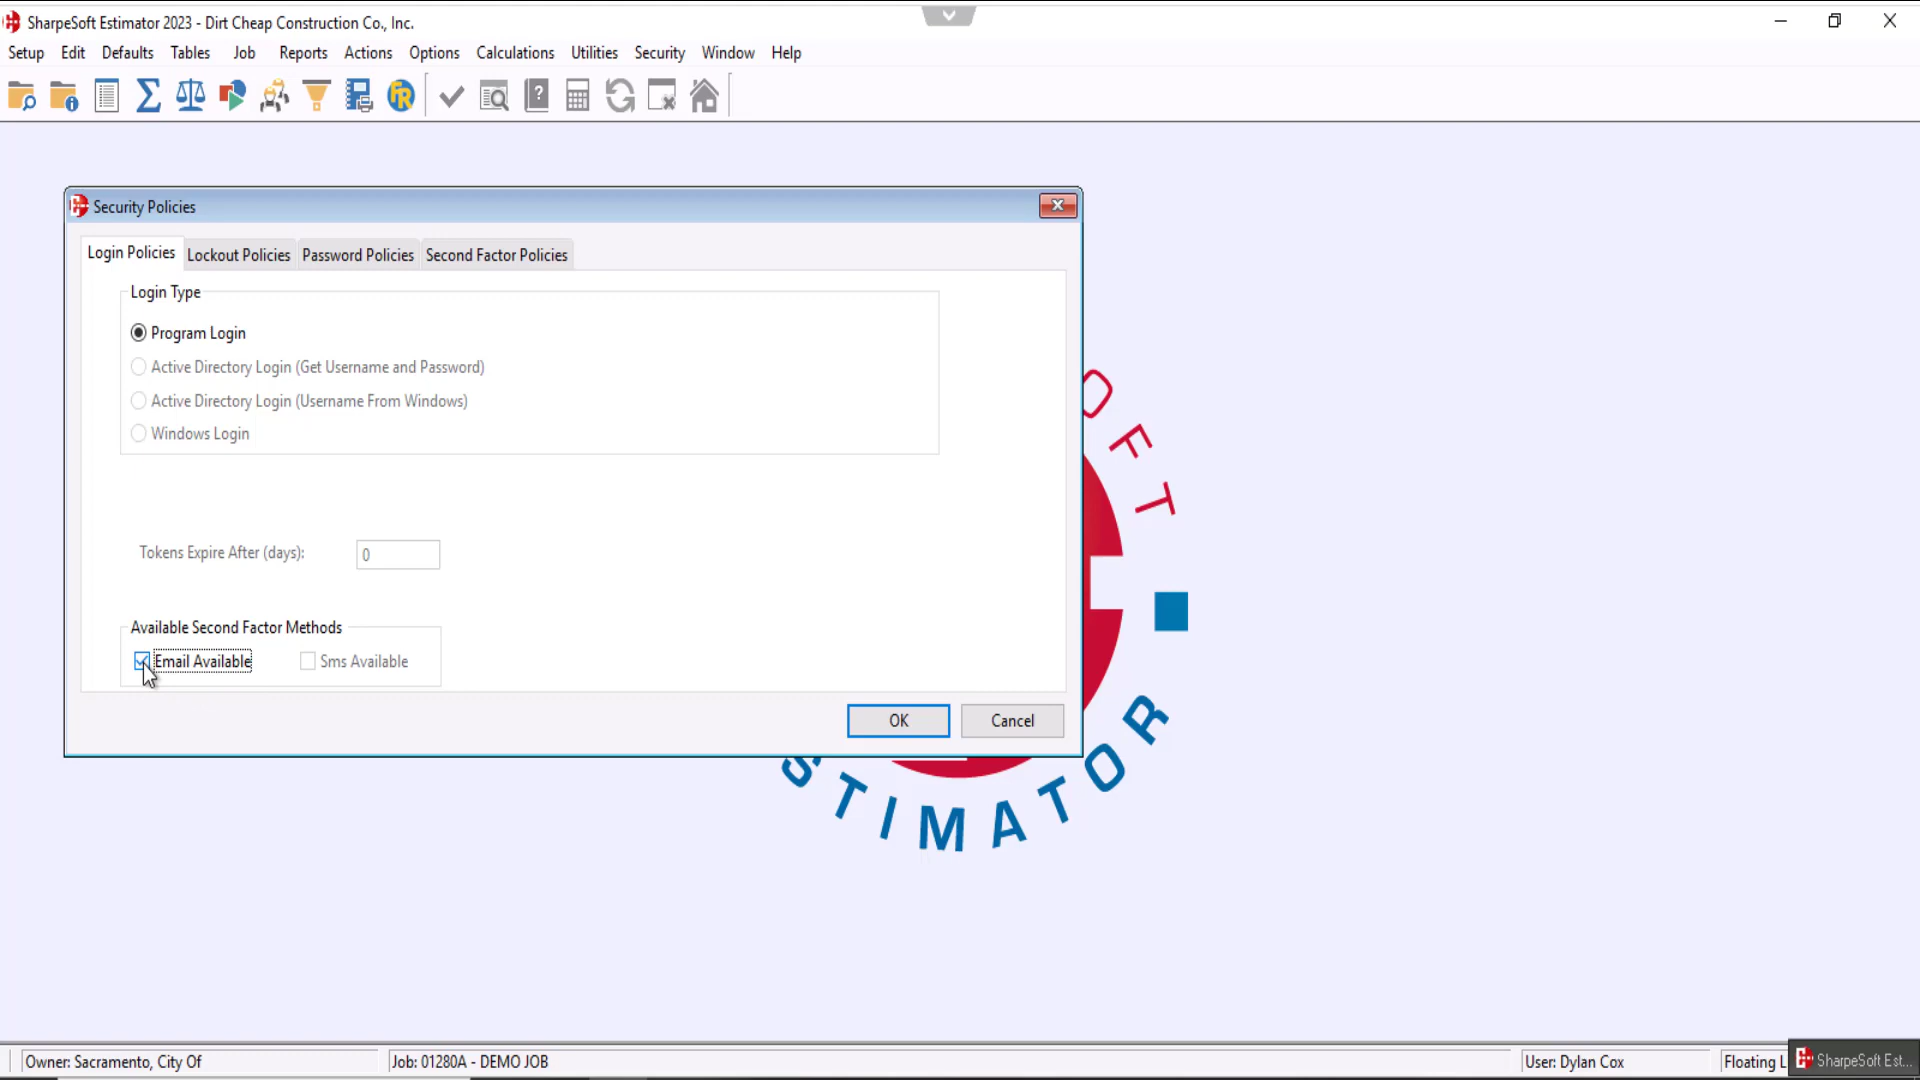 SharpeSoft Estimator 2023 - Dirt Cheap Construction Co., Inc.
Setup Edit Defaults Tables Job Reports Actions Options Calculations Utilities Security Window Help
Security Policies
Login Policies Lockout Policies Password Policies Second Factor Policies
Login Type
Program Login
Active Directory Login (Get Username and Password)
Active Directory Login (Username From Windows)
Windows Login
Tokens Expire After (days): 0
Available Second Factor Methods
Email Available Sms Available
OK Cancel
OFT
STIMATOR
Owner: Sacramento, City Of Job: 01280A - DEMO JOB User: Dylan Cox Floating L SharpeSoft Est...